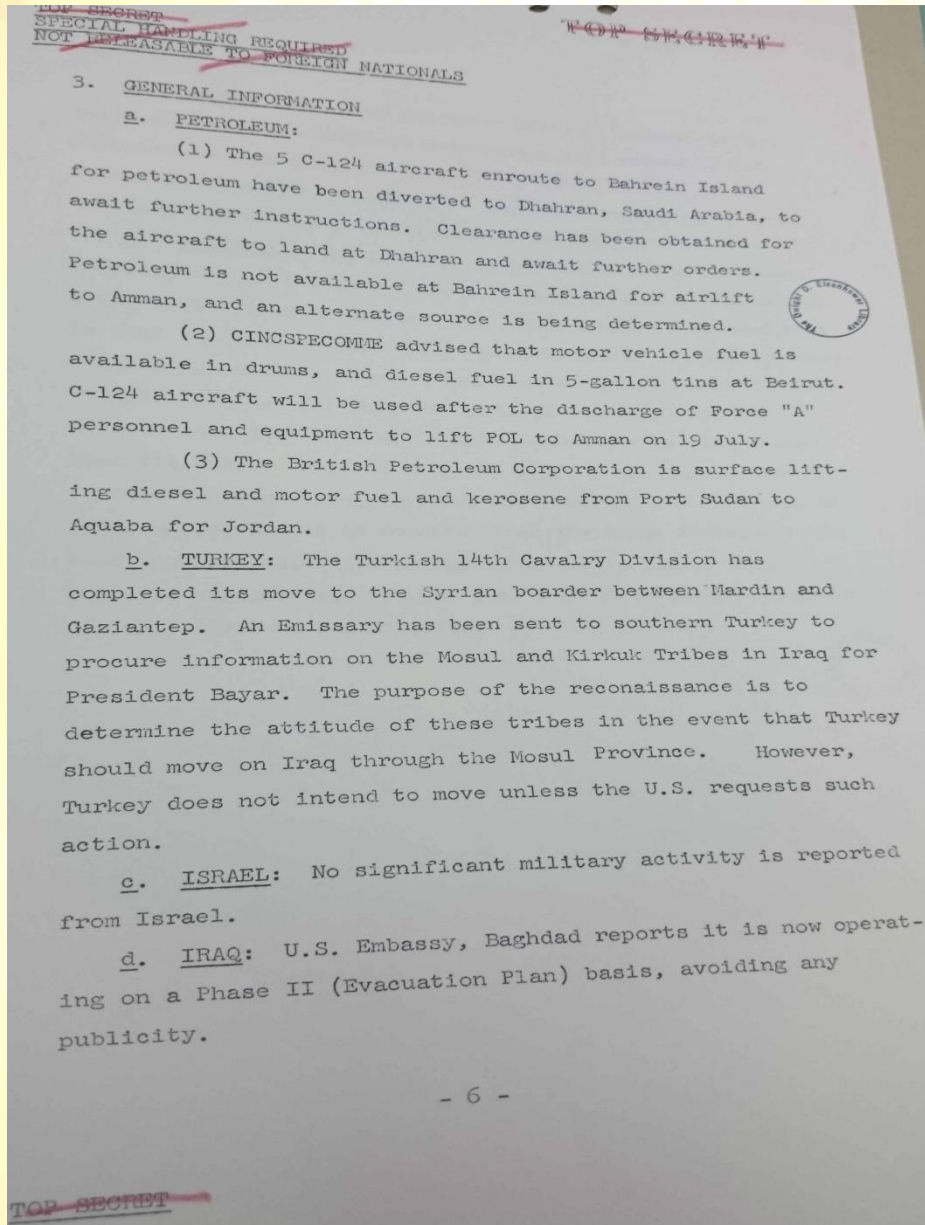 TOP SECRET
SPECIAL HANDLING REQUIRED
NOT RELEASABLE TO FOREIGN NATIONALS
TOP SECRET
3. GENERAL INFORMATION
a. PETROLEUM:
(1) The 5 C-124 aircraft enroute to Bahrein Island
for petroleum have been diverted to Dhahran, Saudi Arabia, to
await further instructions. Clearance has been obtained for
the aircraft to land at Dhahran and await further orders.
Petroleum is not available at Bahrein Island for airlift
to Amman, and an alternate source is being determined.
The Dwight D. Eisenhower Library
(2) CINCSPECOMME advised that motor vehicle fuel is
available in drums, and diesel fuel in 5-gallon tins at Beirut.
C-124 aircraft will be used after the discharge of Force "A"
personnel and equipment to lift POL to Amman on 19 July.
(3) The British Petroleum Corporation is surface lift-
ing diesel and motor fuel and kerosene from Port Sudan to
Aquaba for Jordan.
b. TURKEY: The Turkish 14th Cavalry Division has
completed its move to the Syrian boarder between Mardin and
Gaziantep. An Emissary has been sent to southern Turkey to
procure information on the Mosul and Kirkuk Tribes in Iraq for
President Bayar. The purpose of the reconaissance is to
determine the attitude of these tribes in the event that Turkey
should move on Iraq through the Mosul Province. However,
Turkey does not intend to move unless the U.S. requests such
action.
c. ISRAEL: No significant military activity is reported
from Israel.
d. IRAQ: U.S. Embassy, Baghdad reports it is now operat-
ing on a Phase II (Evacuation Plan) basis, avoiding any
publicity.
- 6 -
TOP SECRET